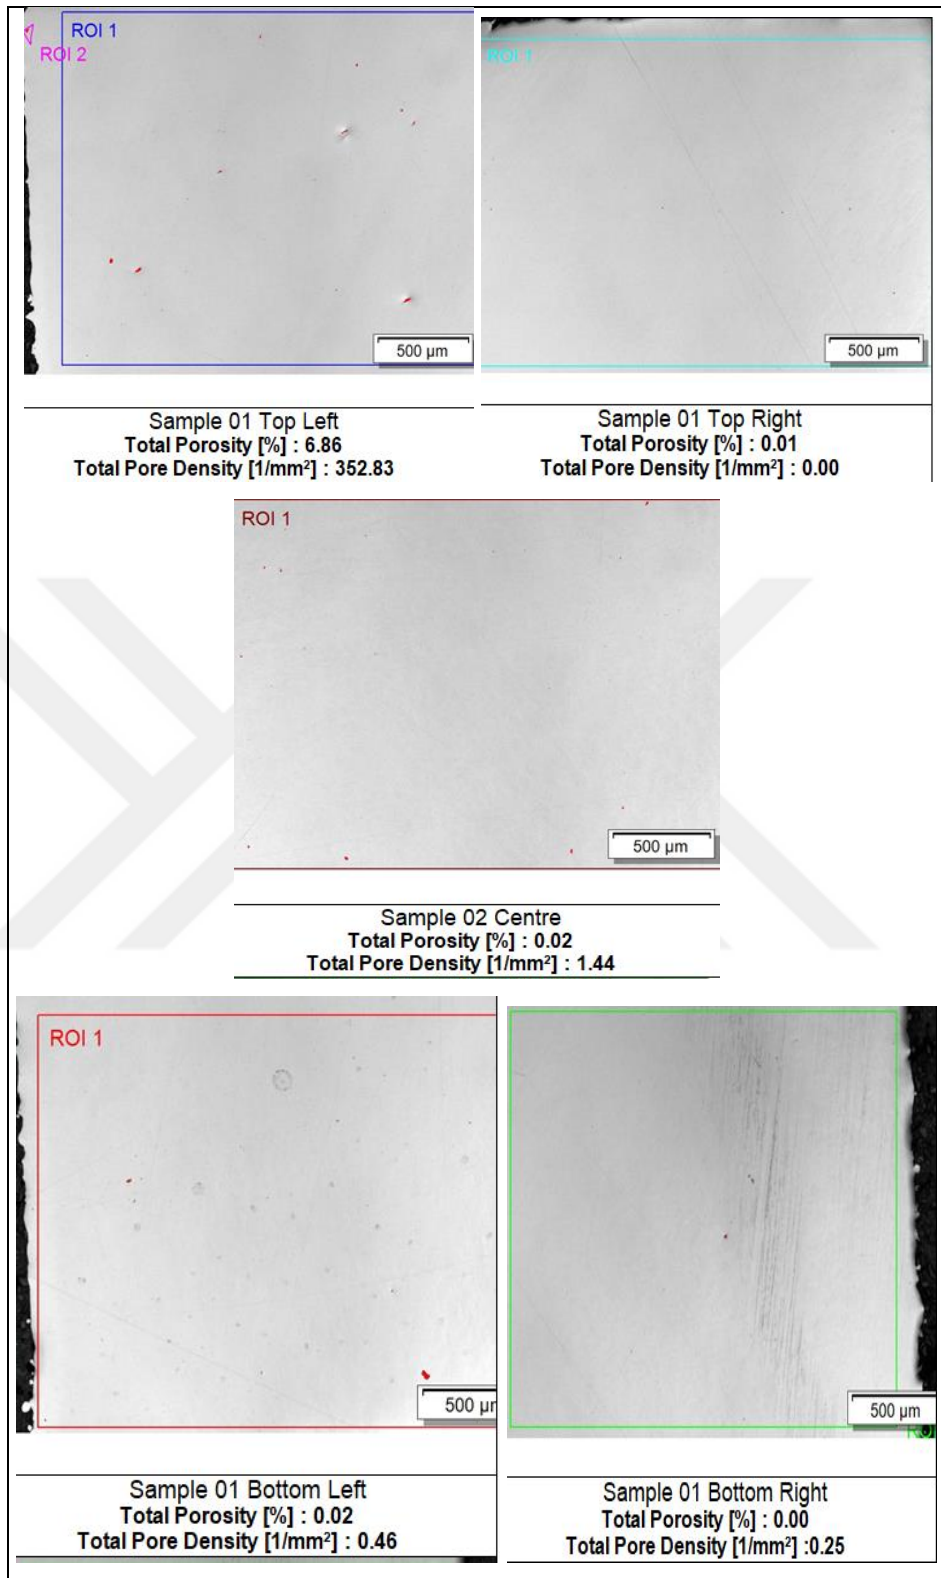 ROI 1
ROI 2
500 µm
ROI 1
500 µm
Sample 01 Top Left
Total Porosity [%] : 6.86
Total Pore Density [1/mm²] : 352.83
Sample 01 Top Right
Total Porosity [%] : 0.01
Total Pore Density [1/mm²] : 0.00
ROI 1
500 µm
Sample 02 Centre
Total Porosity [%] : 0.02
Total Pore Density [1/mm²] : 1.44
ROI 1
500 µm
500 µm
Sample 01 Bottom Left
Total Porosity [%] : 0.02
Total Pore Density [1/mm²] : 0.46
Sample 01 Bottom Right
Total Porosity [%] : 0.00
Total Pore Density [1/mm²] :0.25